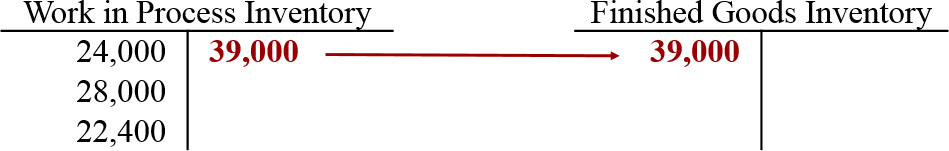 Work in Process Inventory Finished Goods Inventory
24,000 39,000 39,000
28,000
22,400